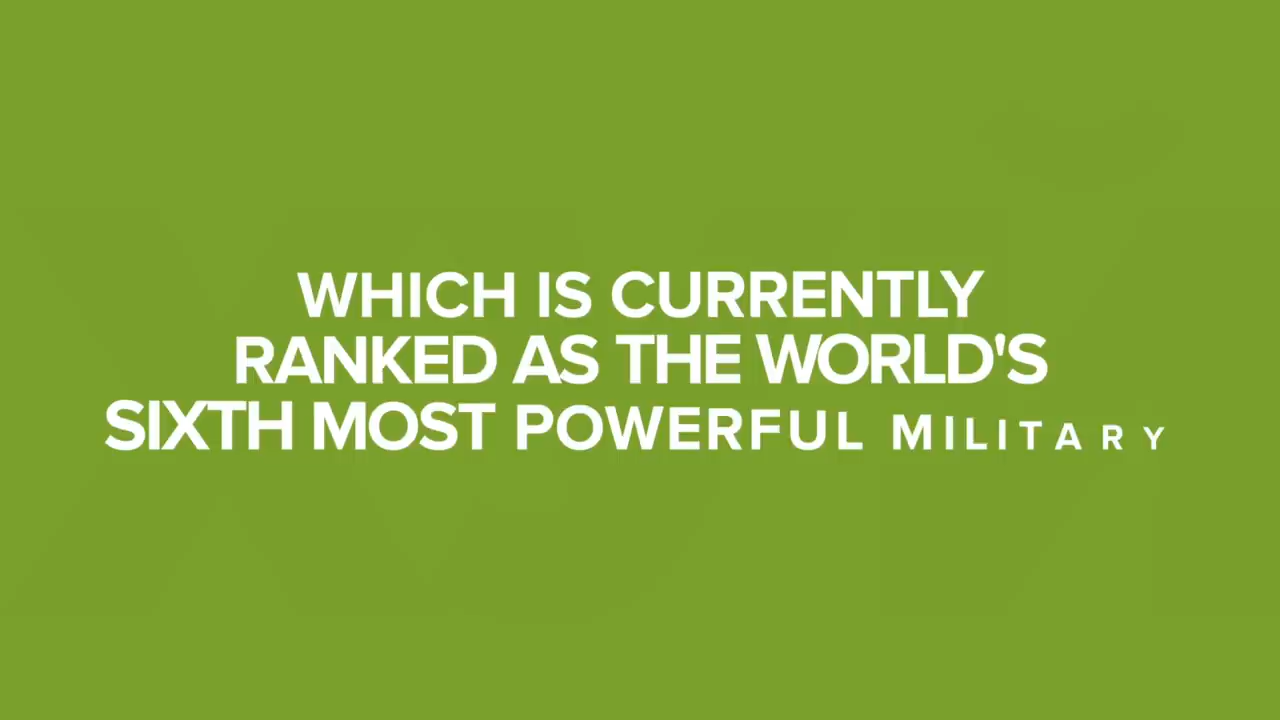 WHICH IS CURRENTLY
RANKED AS THE WORLD'S
SIXTH MOST POWERFUL MILITARY